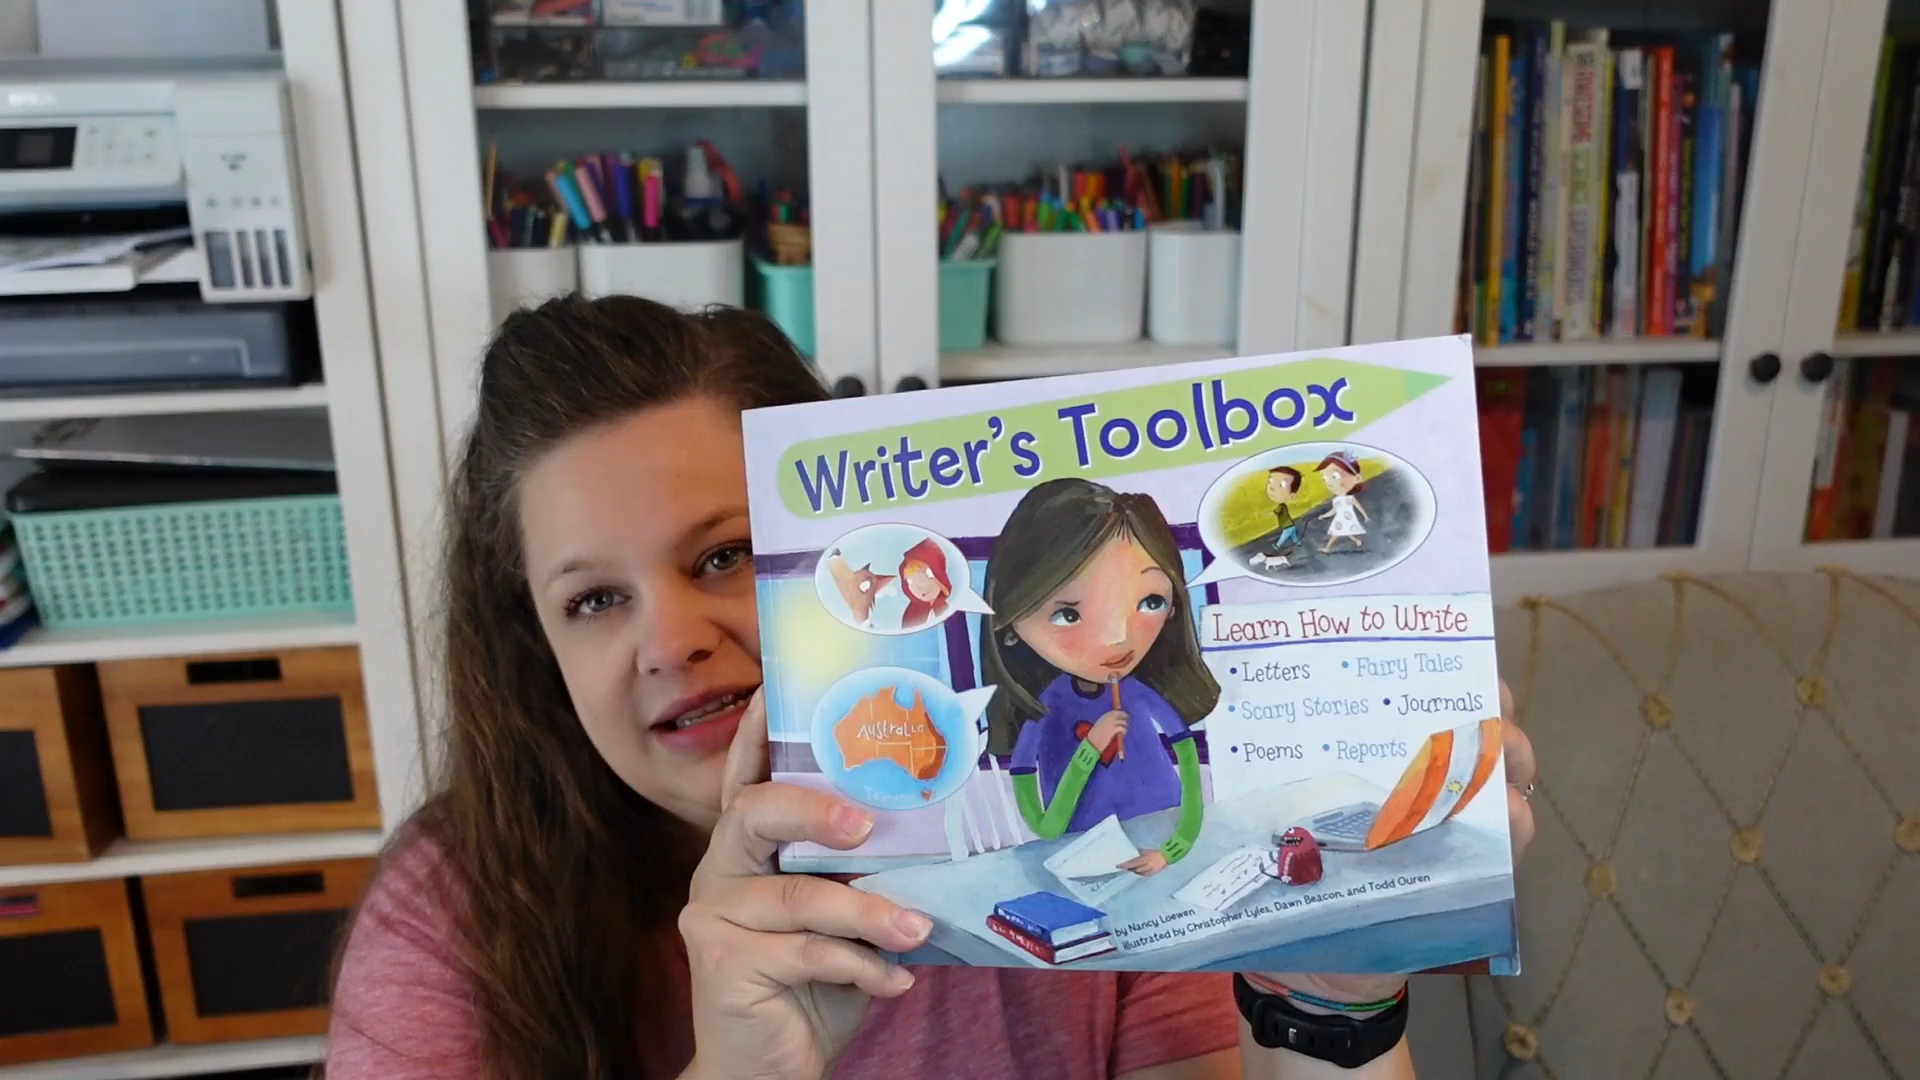 Writer's Toolbox
Learn How to Write
• Letters • Fairy Tales
• Scary Stories • Journals
• Poems • Reports
Australia
by Nancy Loewen
illustrated by Christopher Lyles, Dawn Beacon, and Todd Ouren